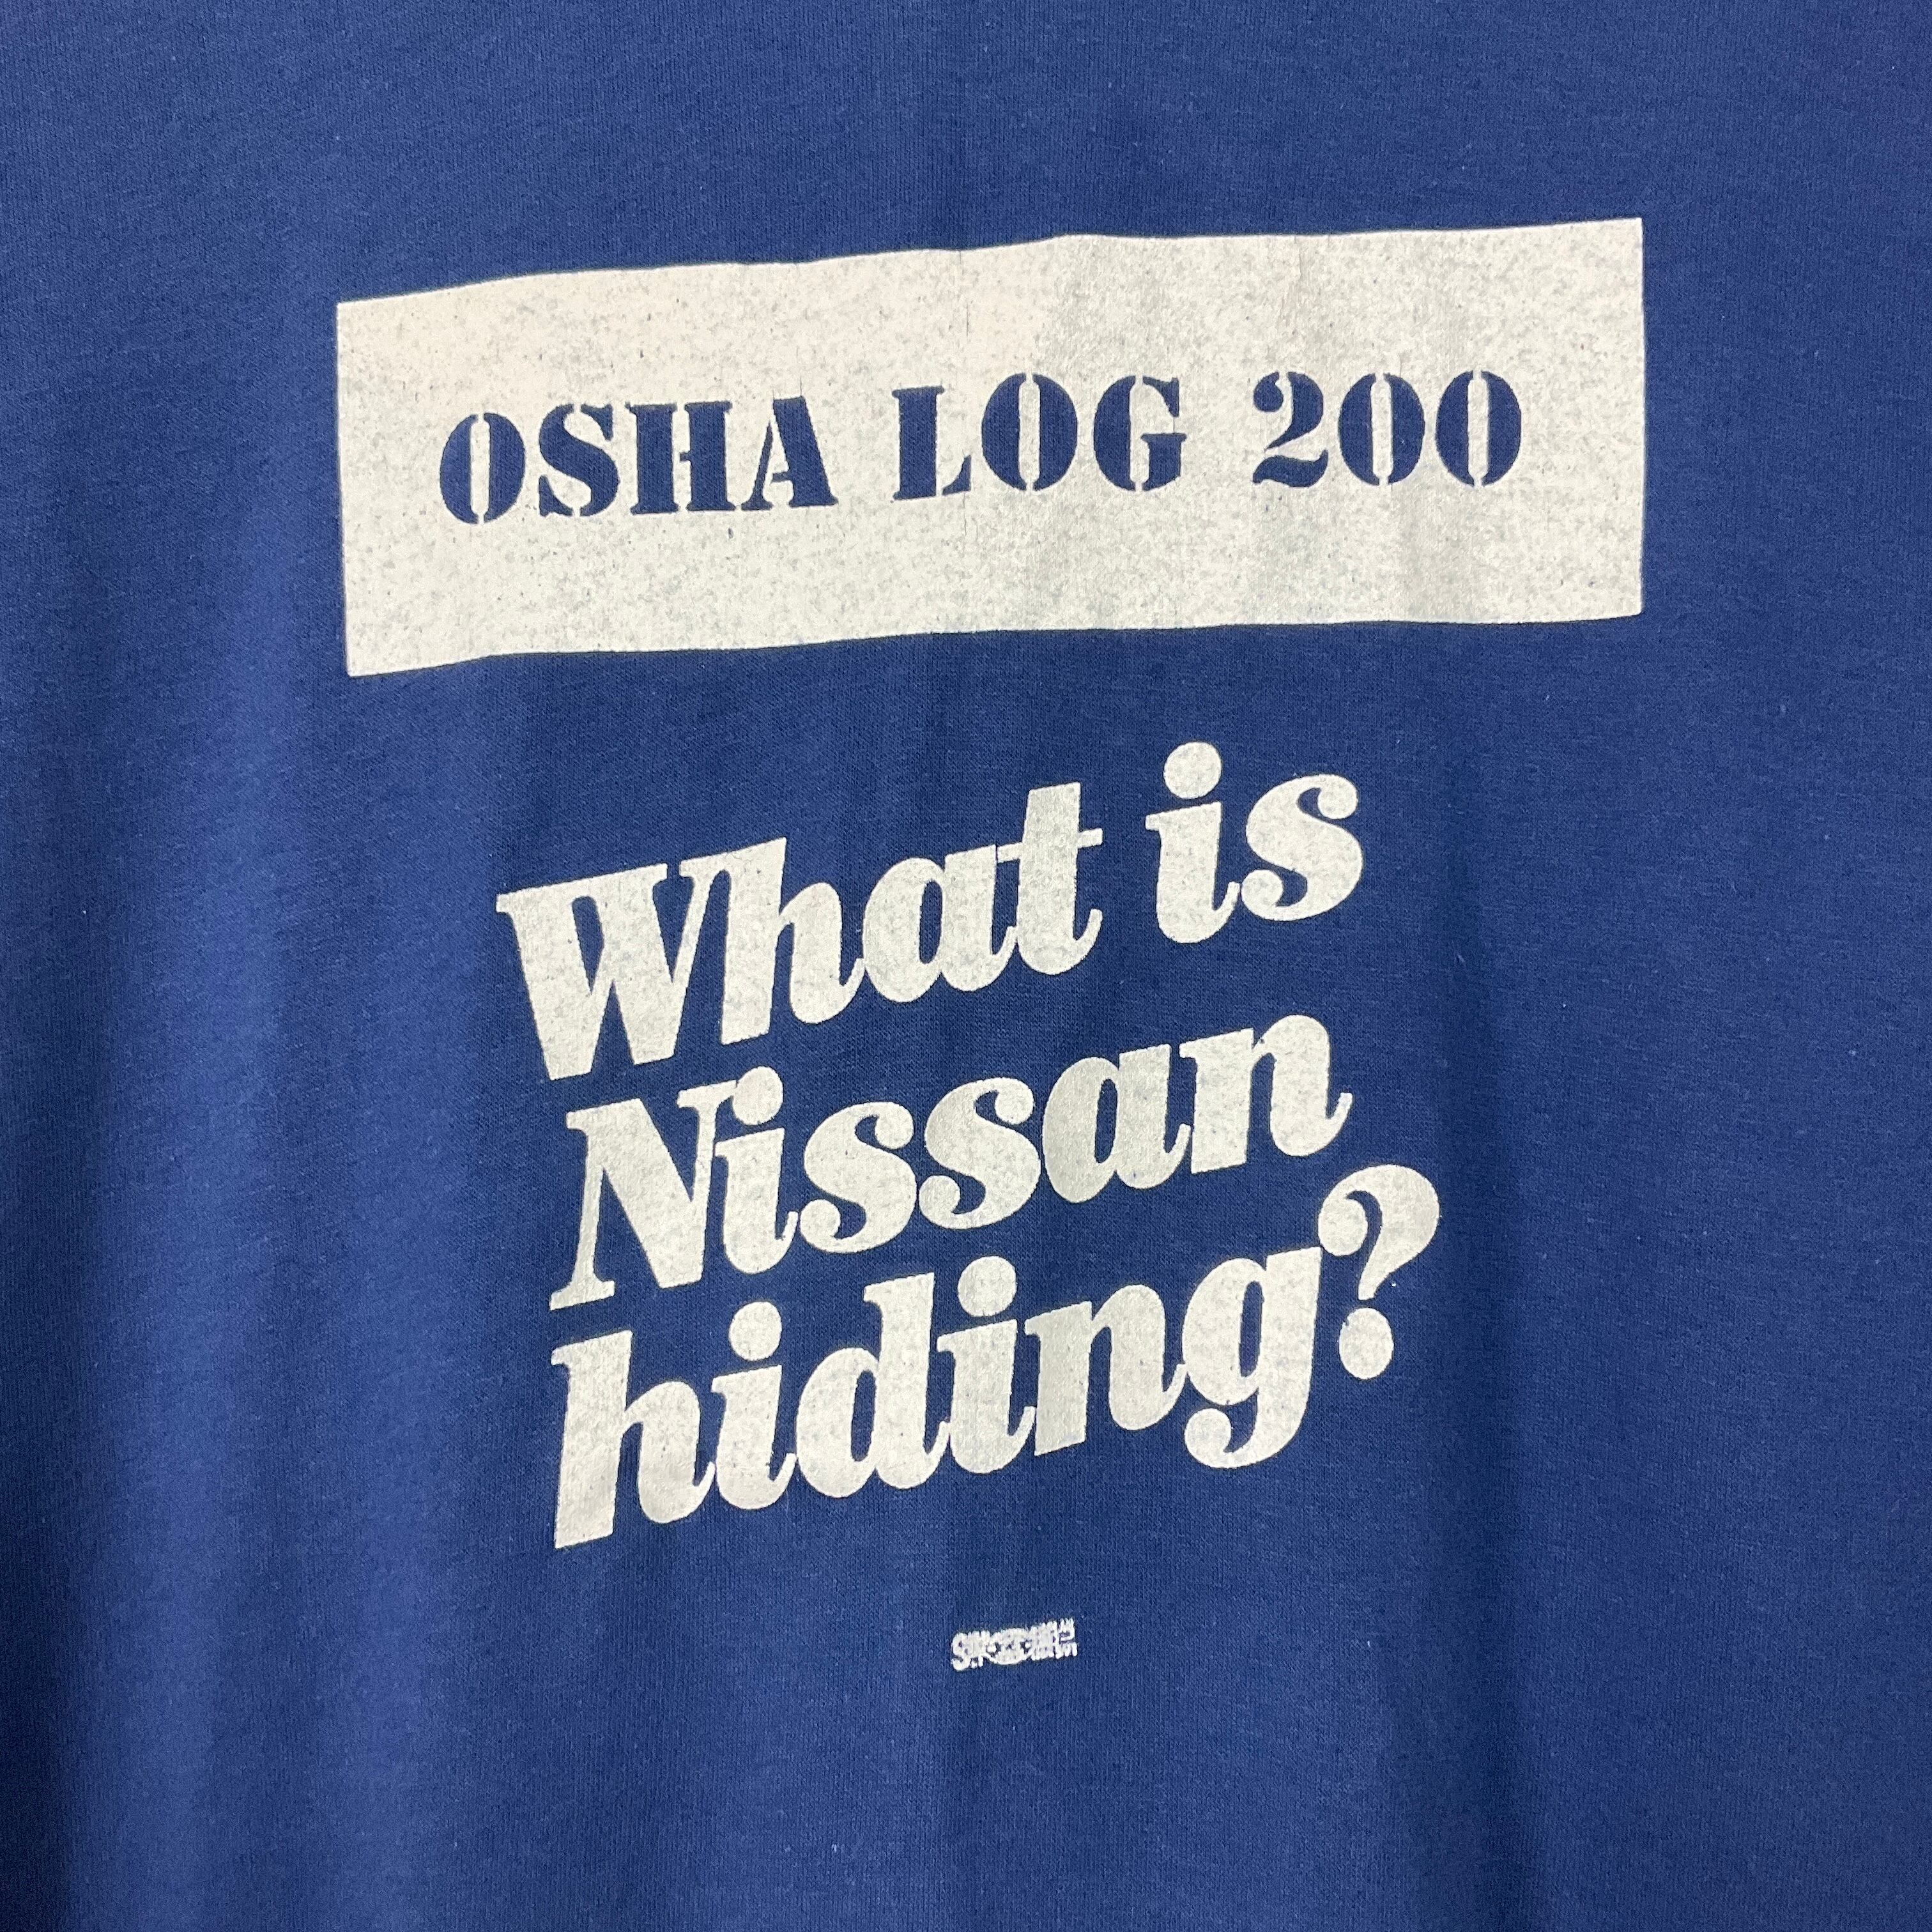 OSHA LOG 200
What is
Nissan
hiding?